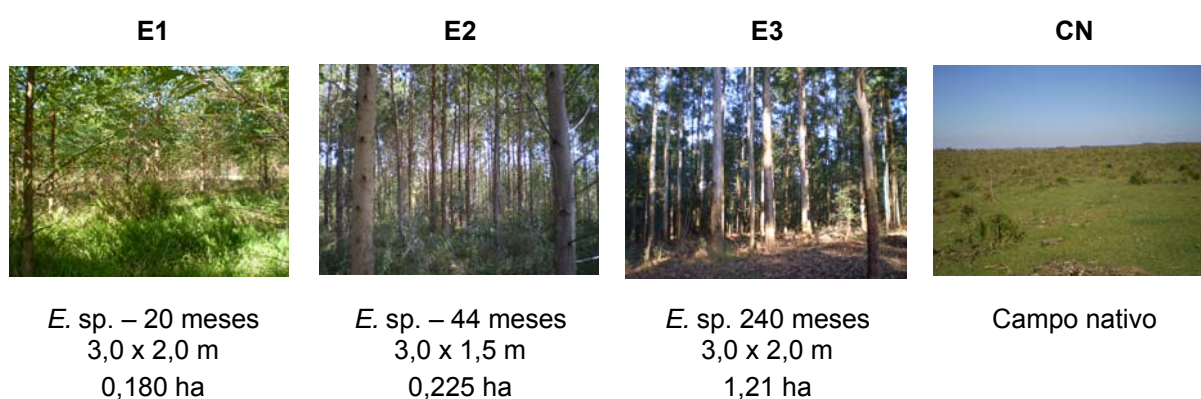 E1
E2
E3
CN
E. sp. – 20 meses
3,0 x 2,0 m
0,180 ha
E. sp. – 44 meses
3,0 x 1,5 m
0,225 ha
E. sp. 240 meses
3,0 x 2,0 m
1,21 ha
Campo nativo